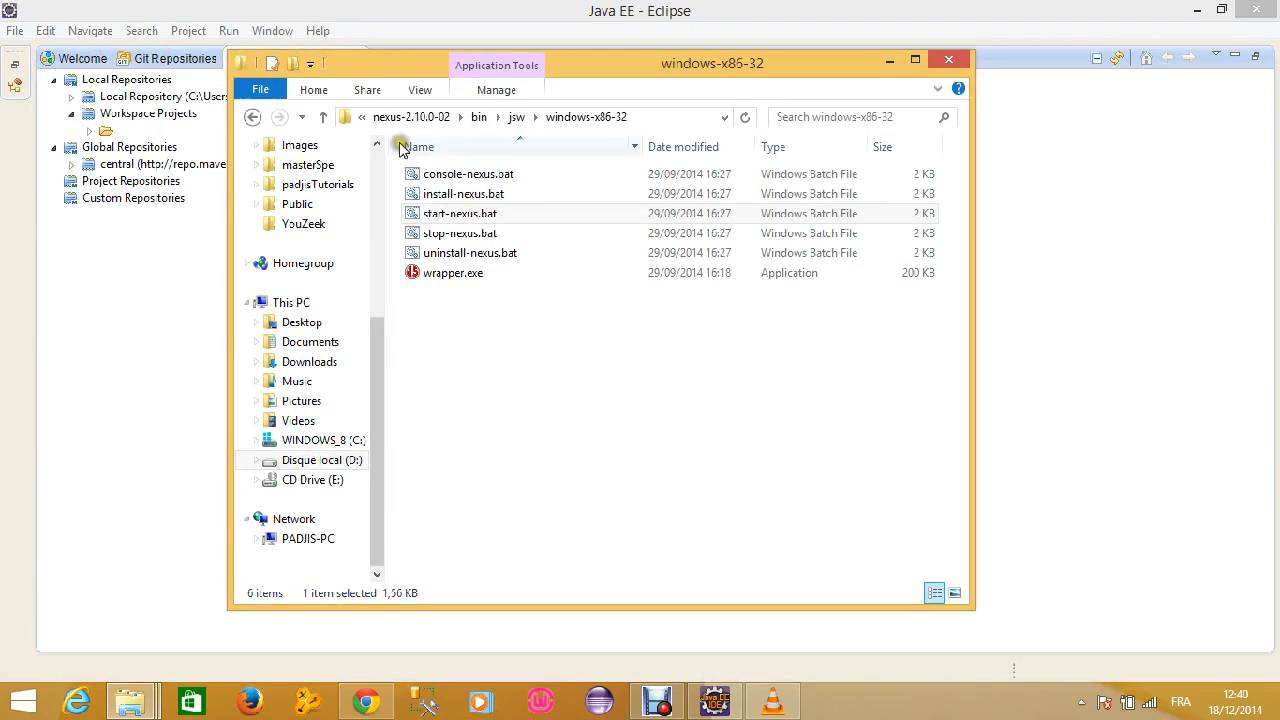 Java EE - Eclipse
File Edit Navigate Search Project Run Window Help
Welcome Git Repositories
Local Repositories
Local Repository (C:\Users
Workspace Projects
Global Repositories
central (http://repo.mave
Project Repositories
Custom Repositories
Application Tools windows-x86-32
File Home Share View Manage
« nexus-2.10.0-02 bin jsw windows-x86-32 Search windows-x86-32
Images
masterSpe
padjisTutorials
Public
YouZeek
Homegroup
This PC
Desktop
Documents
Downloads
Music
Pictures
Videos
WINDOWS_8 (C:)
Disque local (D:)
CD Drive (E:)
Network
PADJIS-PC
Name Date modified Type Size
console-nexus.bat 29/09/2014 16:27 Windows Batch File 2 KB
install-nexus.bat 29/09/2014 16:27 Windows Batch File 2 KB
start-nexus.bat 29/09/2014 16:27 Windows Batch File 2 KB
stop-nexus.bat 29/09/2014 16:27 Windows Batch File 2 KB
uninstall-nexus.bat 29/09/2014 16:27 Windows Batch File 2 KB
wrapper.exe 29/09/2014 16:18 Application 200 KB
6 items 1 item selected 1,56 KB
Java EE IDE
FRA
12:40
18/12/2014